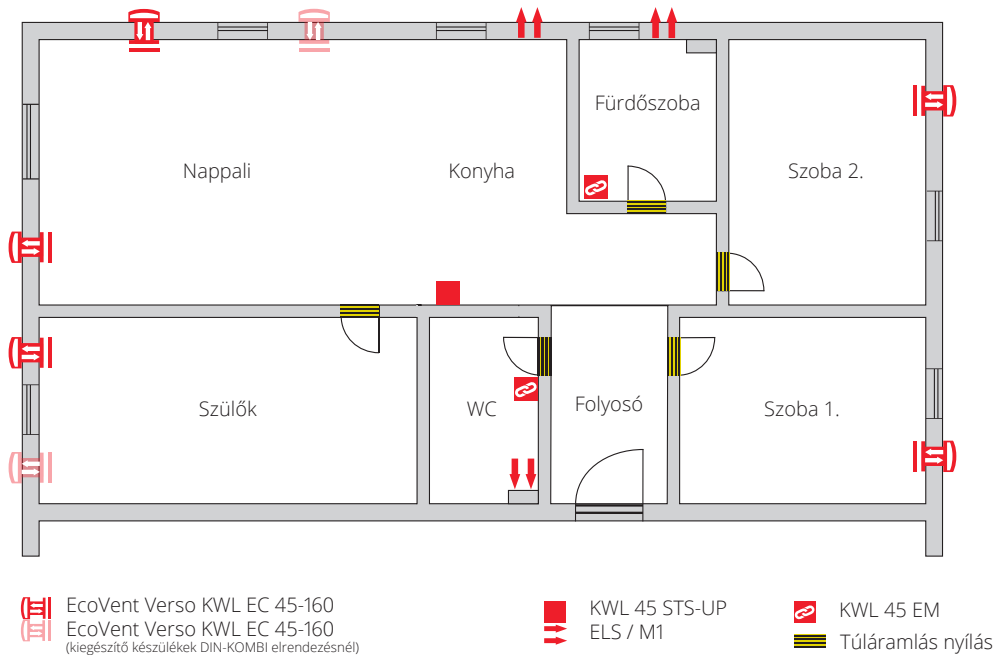 Fürdőszoba
Nappali
Konyha
Szoba 2.
Szülők
WC
Folyosó
Szoba 1.
EcoVent Verso KWL EC 45-160
EcoVent Verso KWL EC 45-160
(kiegészítő készülékek DIN-KOMBI elrendezésnél)
KWL 45 STS-UP
ELS / M1
KWL 45 EM
Túláramlás nyílás